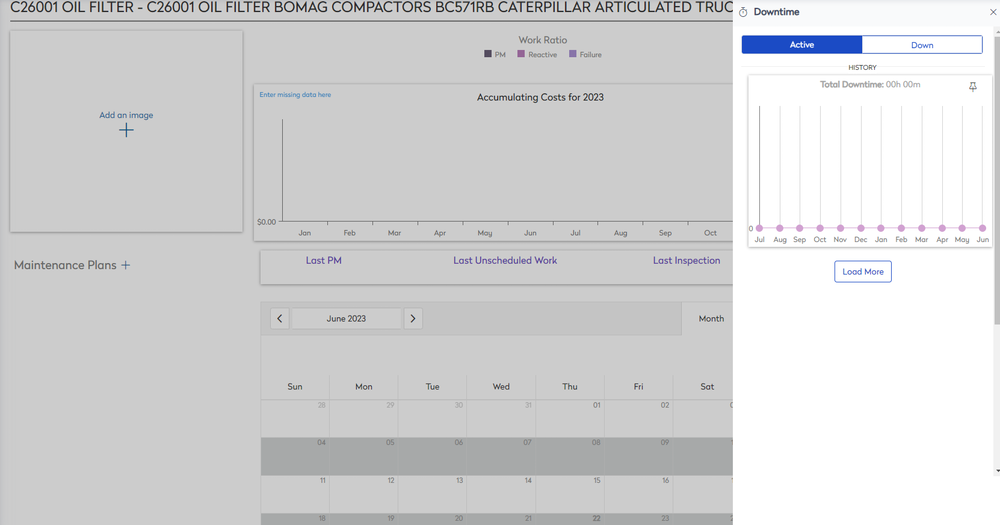 C26001 OIL FILTER - C26001 OIL FILTER BOMAG COMPACTORS BC571RB CATERPILLAR ARTICULATED TRUC
Add an image
Maintenance Plans
Work Ratio
PM Reactive Failure
Enter missing data here
Accumulating Costs for 2023
$0.00
Jan Feb Mar Apr May Jun Jul Aug Sep Oct
Last PM Last Unscheduled Work Last Inspection
June 2023 Month
Sun Mon Tue Wed Thu Fri Sat
28 29 30 31 01 02
04 05 06 07 08 09
11 12 13 14 15 16
18 19 20 21 22 23
Downtime
Active Down
HISTORY
Total Downtime: 00h 00m
0
Jul Aug Sep Oct Nov Dec Jan Feb Mar Apr May Jun
Load More